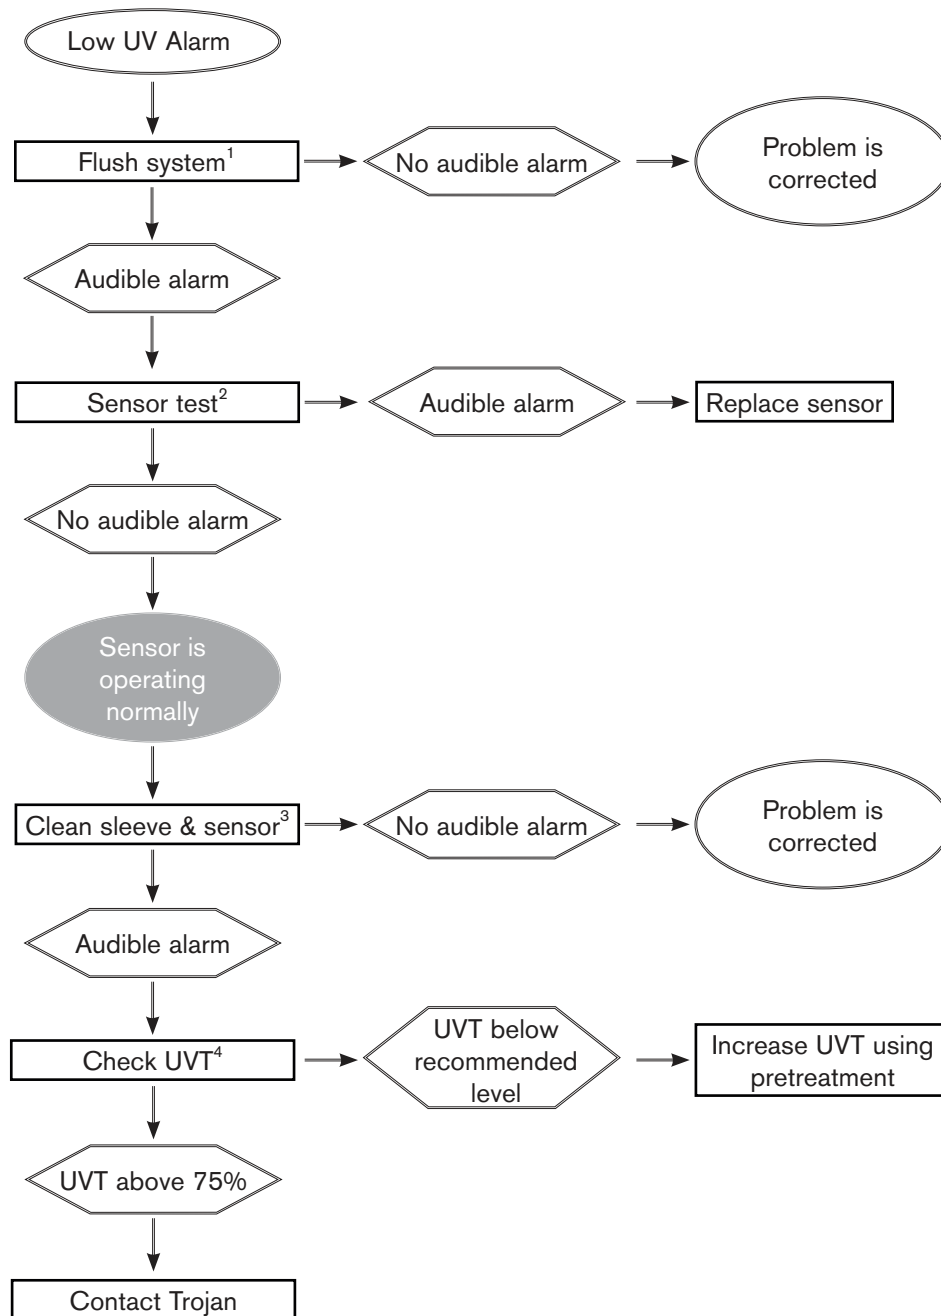 Low UV Alarm
Flush system1
No audible alarm
Problem is
corrected
Audible alarm
Sensor test2
Audible alarm
Replace sensor
No audible alarm
Sensor is
operating
normally
Clean sleeve & sensor3
No audible alarm
Problem is
corrected
Audible alarm
Check UVT4
UVT below
recommended
level
Increase UVT using
pretreatment
UVT above 75%
Contact Trojan